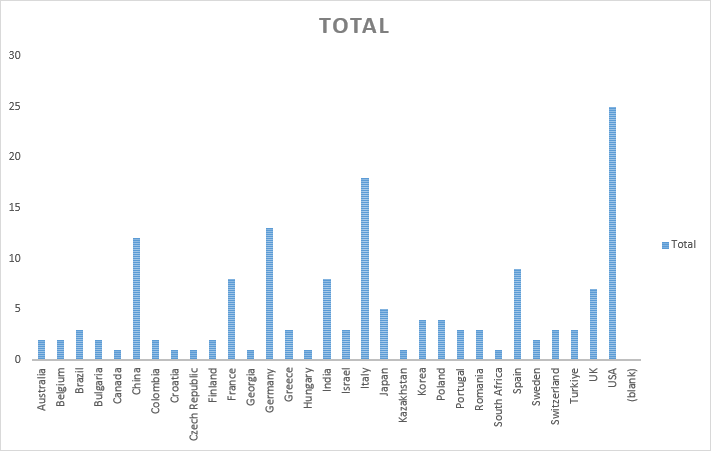 TOTAL
30
25
20
15
10
5
0
Australia
Belgium
Brazil
Bulgaria
Canada
China
Colombia
Croatia
Czech Republic
Finland
France
Georgia
Germany
Greece
Hungary
India
Israel
Italy
Japan
Kazakhstan
Korea
Poland
Portugal
Romania
South Africa
Spain
Sweden
Switzerland
Turkiye
UK
USA
(blank)
Total